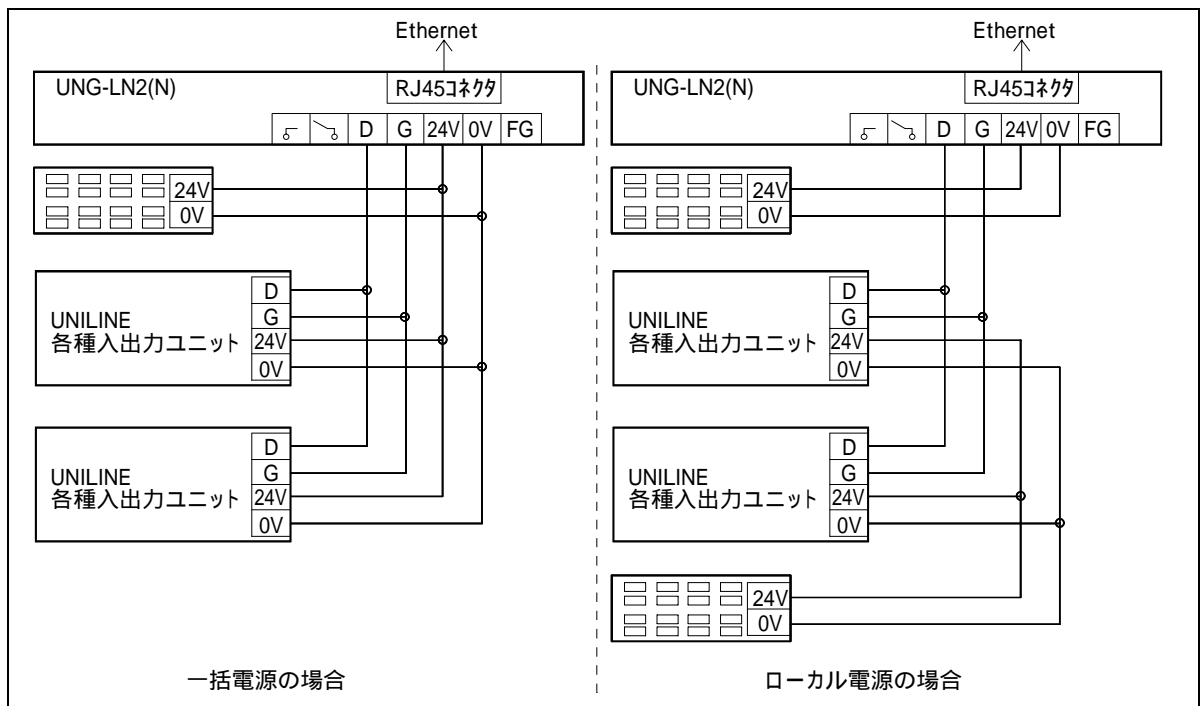 Ethernet
UNG-LN2(N)
RJ45コネクタ
D G 24V 0V FG
24V
0V
UNILINE
各種入出力ユニット
D
G
24V
0V
UNILINE
各種入出力ユニット
D
G
24V
0V
一括電源の場合
Ethernet
UNG-LN2(N)
RJ45コネクタ
D G 24V 0V FG
24V
0V
UNILINE
各種入出力ユニット
D
G
24V
0V
UNILINE
各種入出力ユニット
D
G
24V
0V
24V
0V
ローカル電源の場合